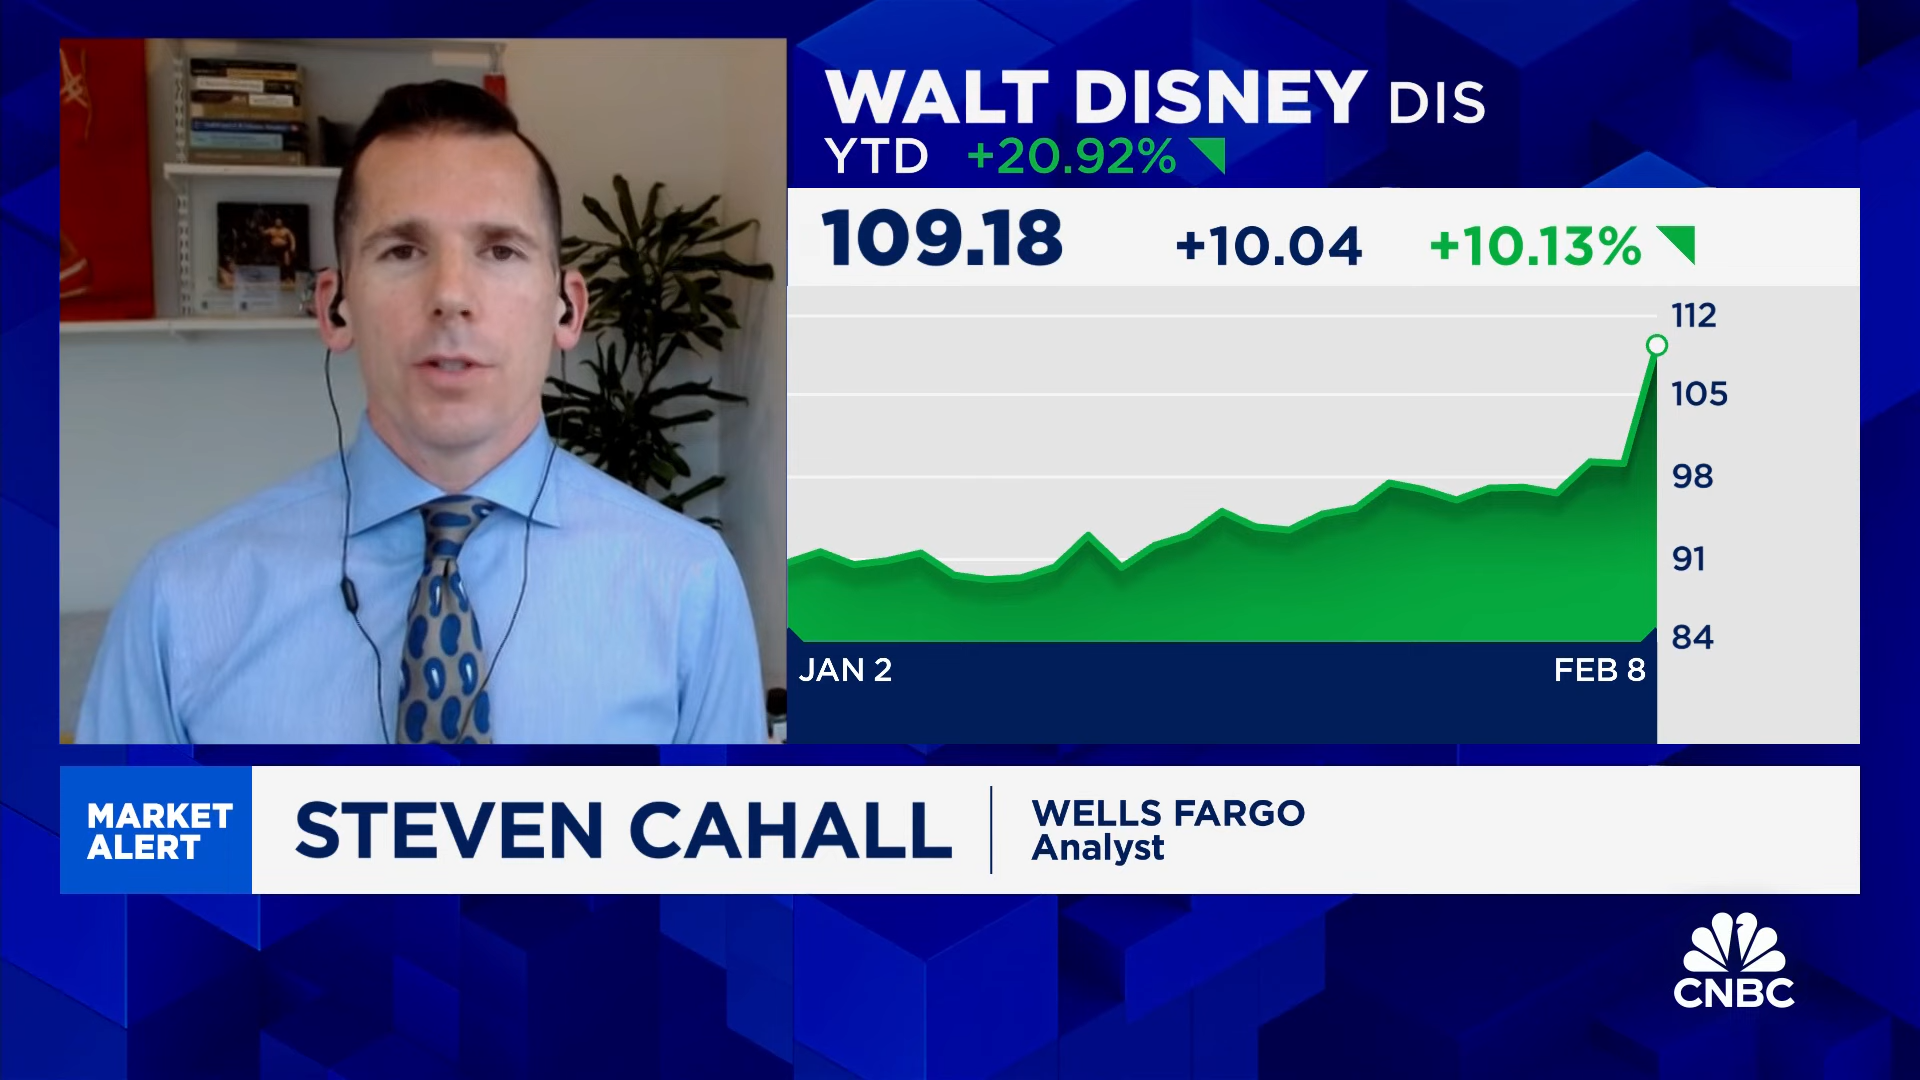 WALT DISNEY DIS
YTD +20.92%
109.18 +10.04 +10.13%
112
105
98
91
84
JAN 2 FEB 8
MARKET
ALERT
STEVEN CAHALL
WELLS FARGO
Analyst
CNBC